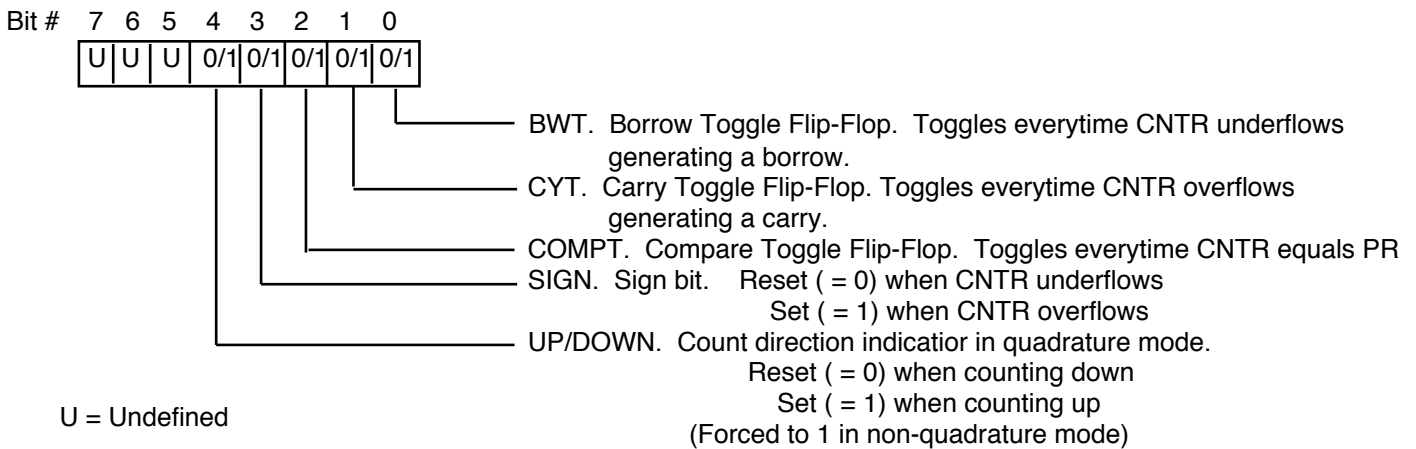 Bit # 7 6 5 4 3 2 1 0
U U U 0/1 0/1 0/1 0/1 0/1
BWT. Borrow Toggle Flip-Flop. Toggles everytime CNTR underflows
generating a borrow.
CYT. Carry Toggle Flip-Flop. Toggles everytime CNTR overflows
generating a carry.
COMPT. Compare Toggle Flip-Flop. Toggles everytime CNTR equals PR
SIGN. Sign bit. Reset ( = 0) when CNTR underflows
Set ( = 1) when CNTR overflows
UP/DOWN. Count direction indicatior in quadrature mode.
Reset ( = 0) when counting down
Set ( = 1) when counting up
U = Undefined
(Forced to 1 in non-quadrature mode)